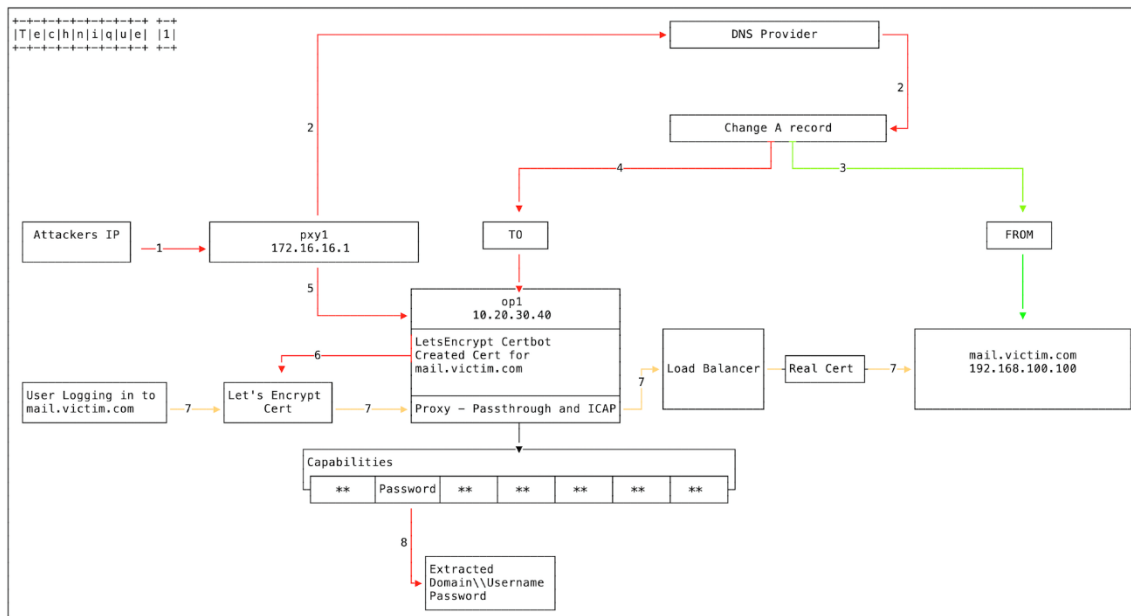 +-+-+-+-+-+-+-+-+-+ +-+
|T|e|c|h|n|i|q|u|e| |1|
+-+-+-+-+-+-+-+-+-+ +-+
DNS Provider
2
2
Change A record
4
3
Attackers IP
1
pxy1
172.16.16.1
TO
FROM
5
op1
10.20.30.40
LetsEncrypt Certbot
Created Cert for
mail.victim.com
6
Load Balancer
Real Cert
7
mail.victim.com
192.168.100.100
User Logging in to
mail.victim.com
7
Let's Encrypt
Cert
7
Proxy – Passthrough and ICAP
7
Capabilities
** Password ** ** ** ** **
8
Extracted
Domain\\Username
Password